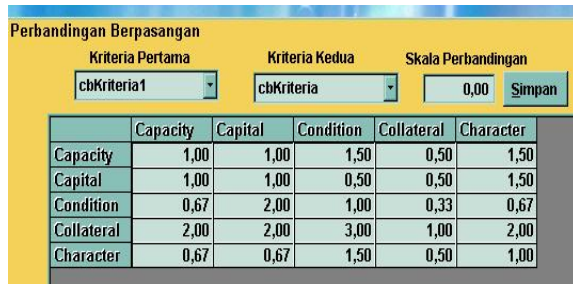 Perbandingan Berpasangan
Kriteria Pertama Kriteria Kedua Skala Perbandingan
cbKriteria1 cbKriteria 0,00 Simpan
Capacity Capital Condition Collateral Character
Capacity 1,00 1,00 1,50 0,50 1,50
Capital 1,00 1,00 0,50 0,50 1,50
Condition 0,67 2,00 1,00 0,33 0,67
Collateral 2,00 2,00 3,00 1,00 2,00
Character 0,67 0,67 1,50 0,50 1,00